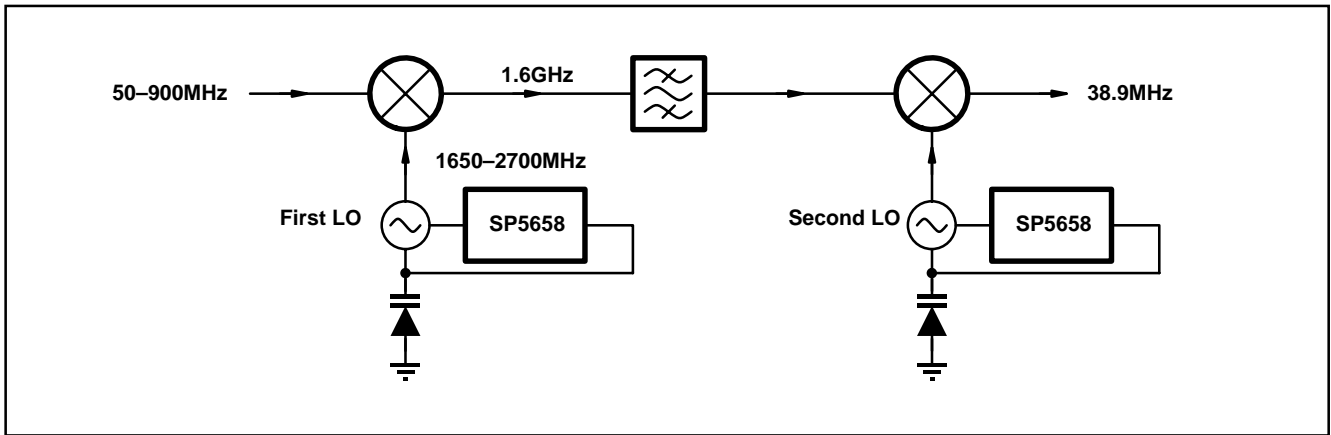 50–900MHz
1.6GHz
38.9MHz
1650–2700MHz
First LO
SP5658
Second LO
SP5658